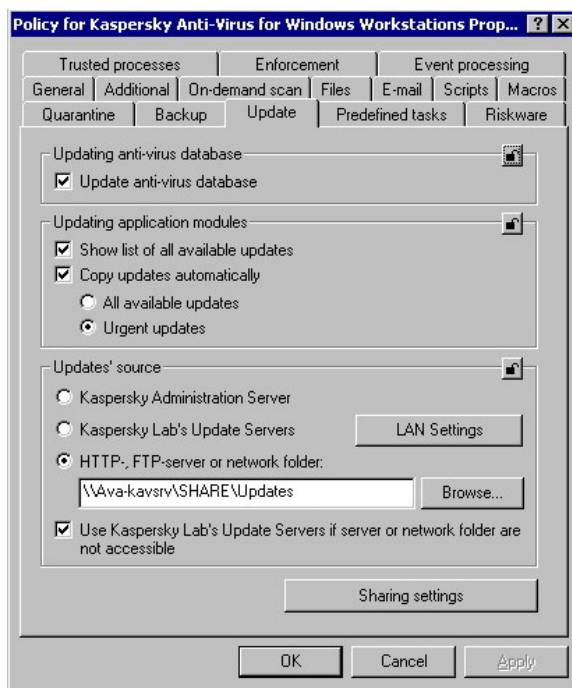 Policy for Kaspersky Anti-Virus for Windows Workstations Prop...
Trusted processes Enforcement Event processing
General Additional On-demand scan Files E-mail Scripts Macros
Quarantine Backup Update Predefined tasks Riskware
Updating anti-virus database
Update anti-virus database
Updating application modules
Show list of all available updates
Copy updates automatically
All available updates
Urgent updates
Updates' source
Kaspersky Administration Server
Kaspersky Lab's Update Servers LAN Settings
HTTP-, FTP-server or network folder:
\\Ava-kavsrv\SHARE\Updates Browse...
Use Kaspersky Lab's Update Servers if server or network folder are
not accessible
Sharing settings
OK Cancel Apply